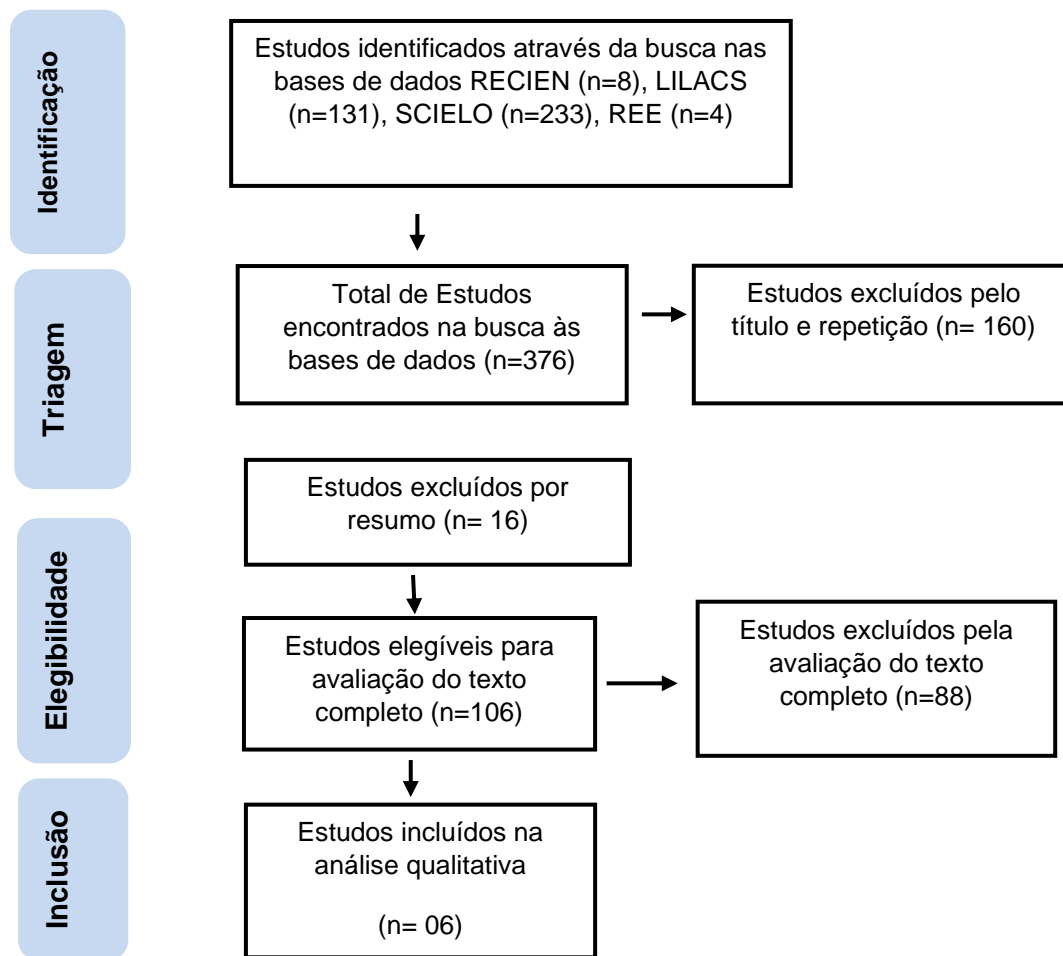 Identificação
Estudos identificados através da busca nas
bases de dados RECIEN (n=8), LILACS
(n=131), SCIELO (n=233), REE (n=4)
Triagem
Total de Estudos
encontrados na busca às
bases de dados (n=376)
Estudos excluídos pelo
título e repetição (n= 160)
Elegibilidade
Estudos excluídos por
resumo (n= 16)
Estudos elegíveis para
avaliação do texto
completo (n=106)
Estudos excluídos pela
avaliação do texto
completo (n=88)
Inclusão
Estudos incluídos na
análise qualitativa
(n= 06)